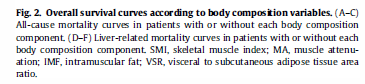 Fig. 2. Overall survival curves according to body composition variables. (A–C)
All-cause mortality curves in patients with or without each body composition
component. (D–F) Liver-related mortality curves in patients with or without each
body composition component. SMI, skeletal muscle index; MA, muscle attenu-
ation; IMF, intramuscular fat; VSR, visceral to subcutaneous adipose tissue area
ratio.